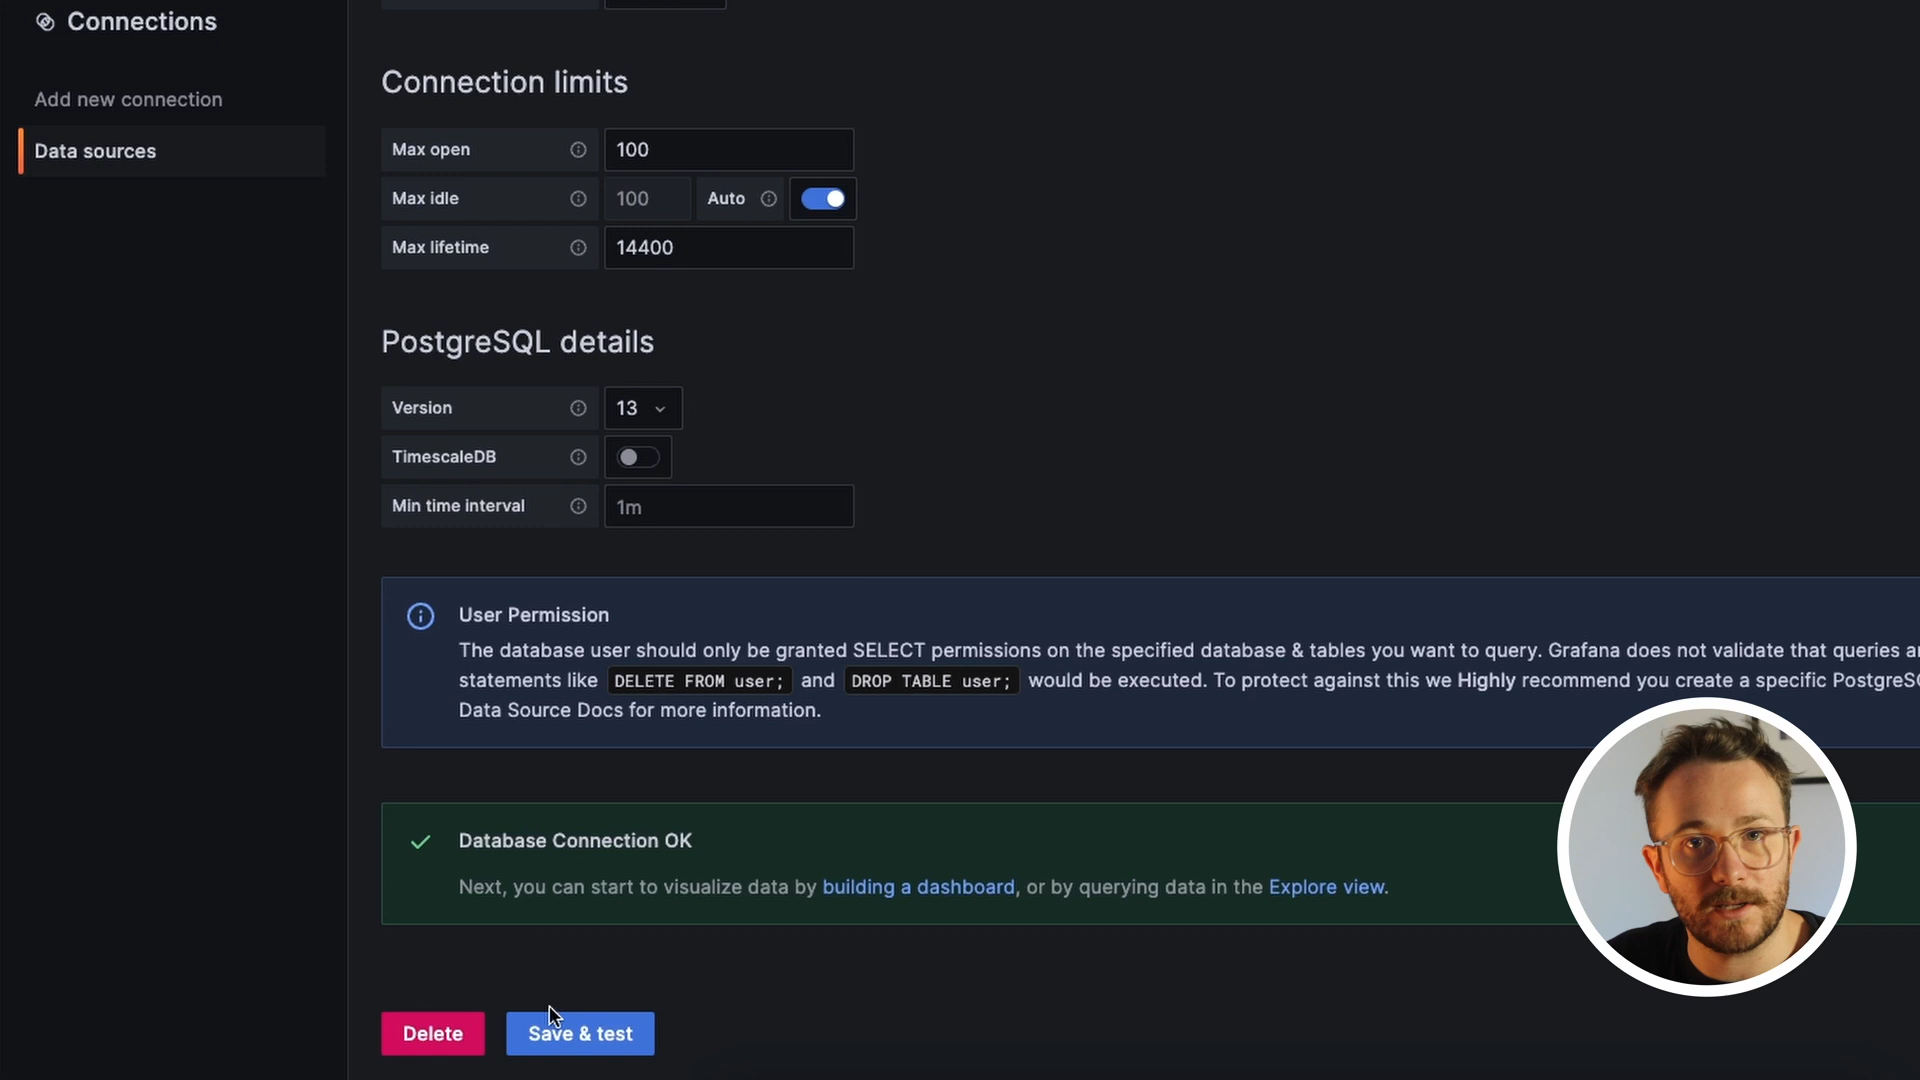 Connections
Add new connection
Data sources
Connection limits
Max open 100
Max idle 100 Auto
Max lifetime 14400
PostgreSQL details
Version 13
TimescaleDB
Min time interval 1m
User Permission
The database user should only be granted SELECT permissions on the specified database & tables you want to query. Grafana does not validate that queries
statements like DELETE FROM user; and DROP TABLE user; would be executed. To protect against this we Highly recommend you create a specific
Data Source Docs for more information.
Database Connection OK
Next, you can start to visualize data by building a dashboard, or by querying data in the Explore view.
Delete
Save & test